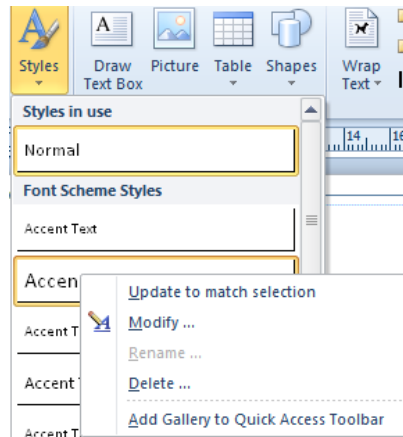 Styles Draw Text Box Picture Table Shapes Wrap Text
14 16
Styles in use
Normal
Font Scheme Styles
Accent Text
Accen
Update to match selection
Accent T
Modify ...
Rename ...
Accent
Delete ...
Accent T
Add Gallery to Quick Access Toolbar